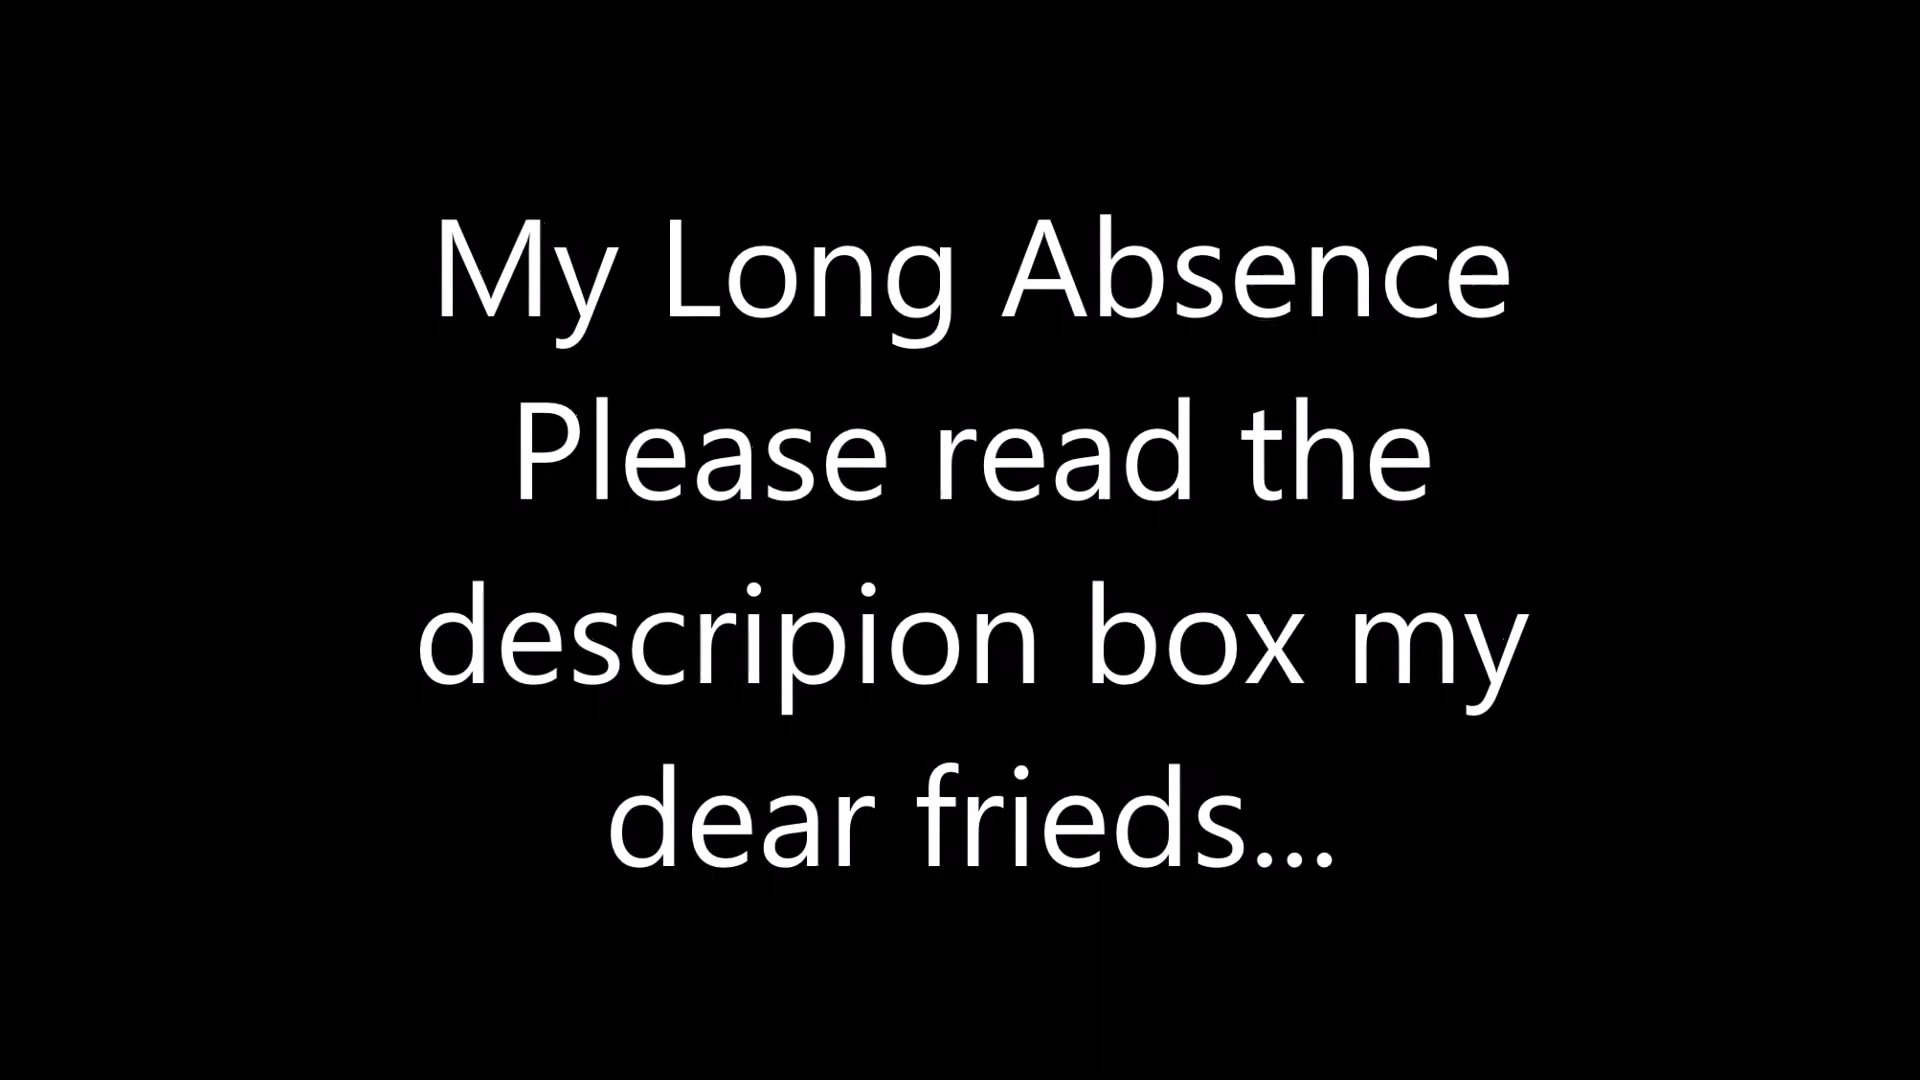 My Long Absence
Please read the
descripion box my
dear frieds...